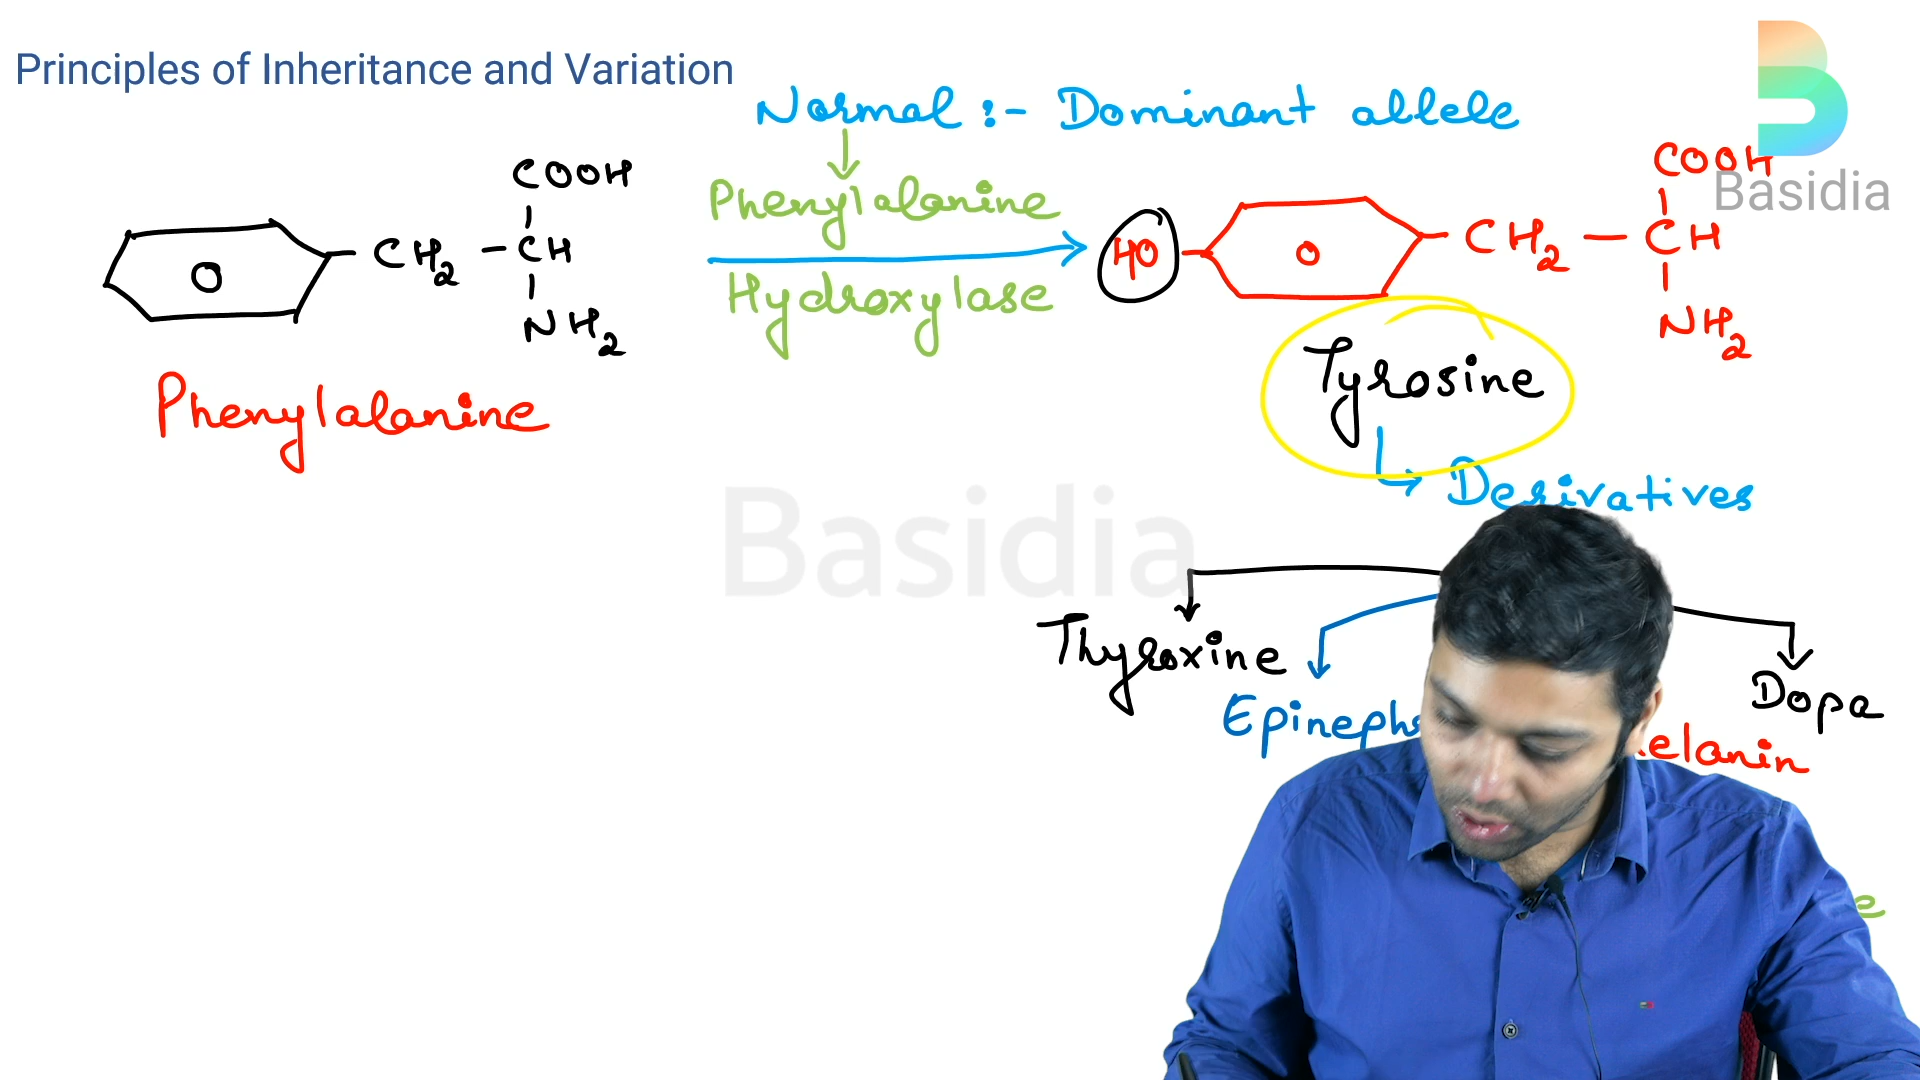 Principles of Inheritance and Variation
Normal :- Dominant allele
Phenylalanine
Hydroxylase
COOH
CH2 - CH
NH2
Phenylalanine
COOH
HO CH2 - CH
NH2
Tyrosine
Derivatives
Thyroxine
Dopa
Basidia
Basidia